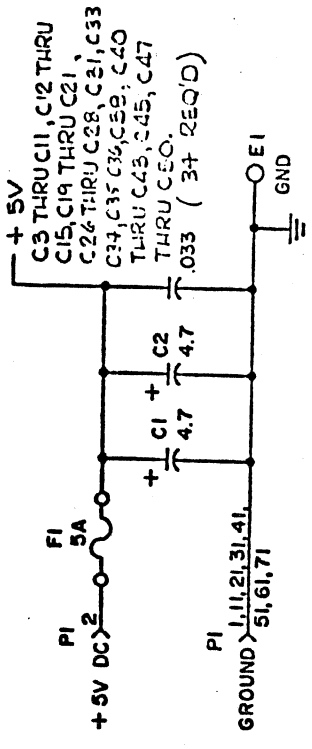 + 5V
C3 THRU C11, C12 THRU
C15, C19 THRU C21,
C26 THRU C28, C31, C33
C34, C35 C36, C38, C40
THRU C43, C45, C47
THRU C50.
.033 ( 37 REQ'D)
P1
+5V DC 2
F1
5A
C1
4.7
+
C2
4.7
+
P1
GROUND
1, 11, 21, 31, 41,
51, 61, 71
E1
GND